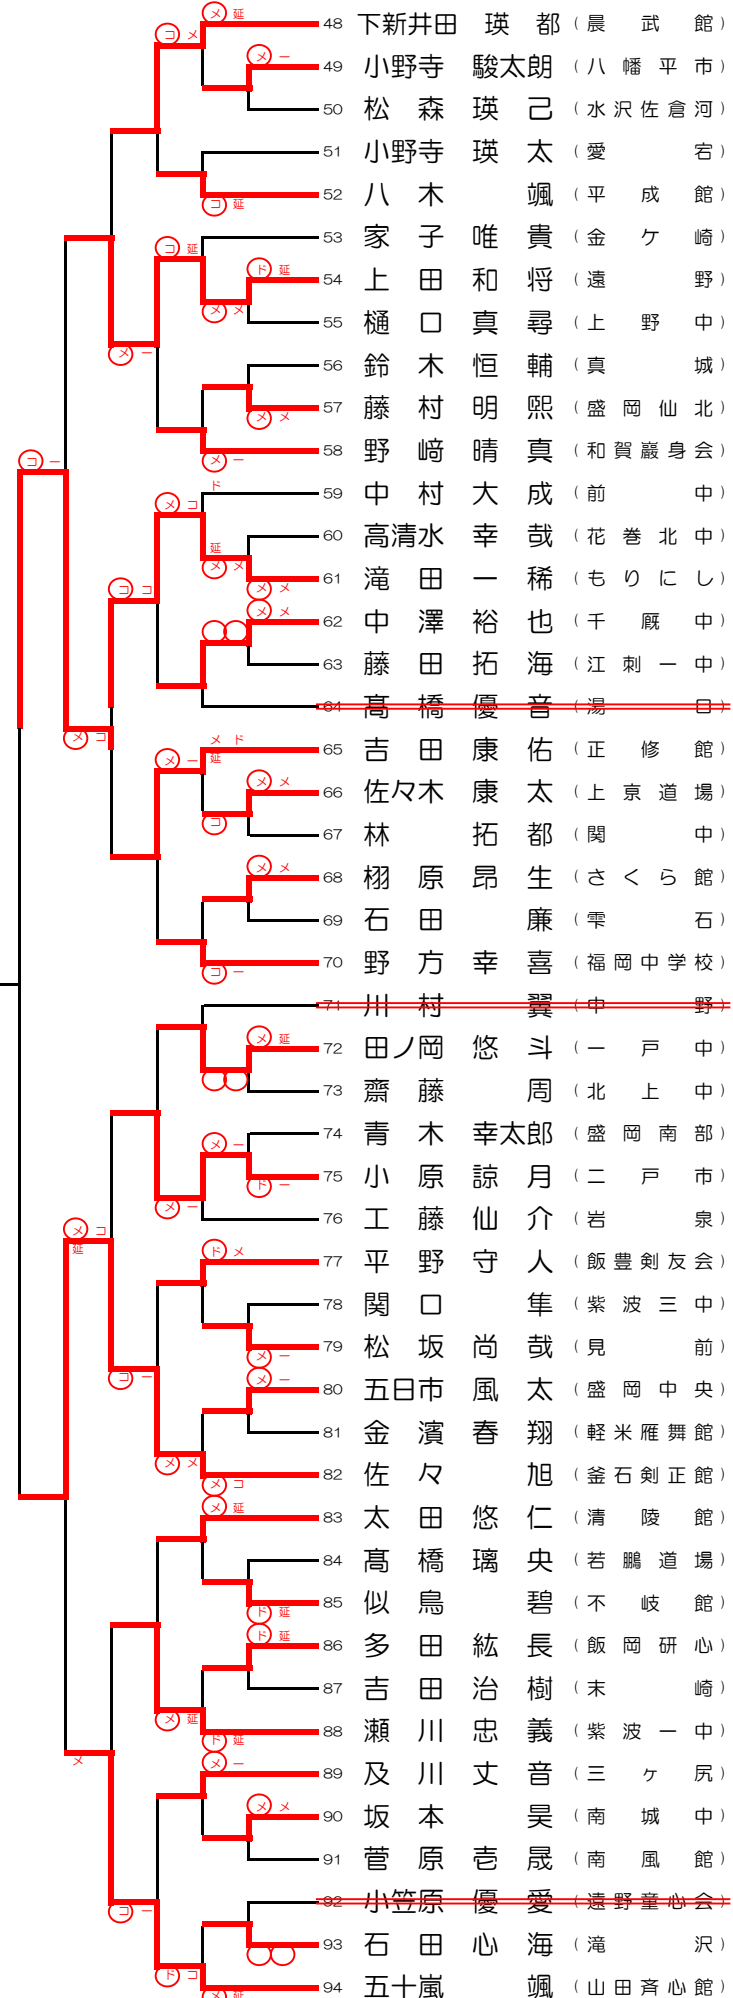 48 下新井田 瑛都 (晨武館)
49 小野寺 駿太朗 (八幡平市)
50 松森瑛己 (水沢佐倉河)
51 小野寺 瑛太 (愛宕)
52 八木 颯 (平成館)
53 家子唯貴 (金ケ崎)
54 上田和将 (遠野)
55 樋口真尋 (上野中)
56 鈴木恒輔 (真城)
57 藤村明煕 (盛岡仙北)
58 野﨑晴真 (和賀巖身会)
59 中村大成 (前中)
60 高清水 幸哉 (花巻北中)
61 滝田一稀 (もりにし)
62 中澤裕也 (千厩中)
63 藤田拓海 (江刺一中)
64 髙橋優音 (湯口)
65 吉田康佑 (正修館)
66 佐々木 康太 (上京道場)
67 林 拓都 (関中)
68 栩原昂生 (さくら館)
69 石田 廉 (雫石)
70 野方幸喜 (福岡中学校)
71 川村 翼 (中野)
72 田ノ岡 悠斗 (一戸中)
73 齋藤 周 (北上中)
74 青木 幸太郎 (盛岡南部)
75 小原諒月 (二戸市)
76 工藤仙介 (岩泉)
77 平野守人 (飯豊剣友会)
78 関口 隼 (紫波三中)
79 松坂尚哉 (見前)
80 五日市 風太 (盛岡中央)
81 金濱春翔 (軽米雁舞館)
82 佐々 旭 (釜石剣正館)
83 太田悠仁 (清陵館)
84 髙橋璃央 (若鵬道場)
85 似鳥 碧 (不岐館)
86 多田紘長 (飯岡研心)
87 吉田治樹 (末崎)
88 瀬川忠義 (紫波一中)
89 及川丈音 (三ヶ尻)
90 坂本 昊 (南城中)
91 菅原壱晟 (南風館)
92 小笠原 優愛 (遠野童心会)
93 石田心海 (滝沢)
94 五十嵐 颯 (山田斉心館)